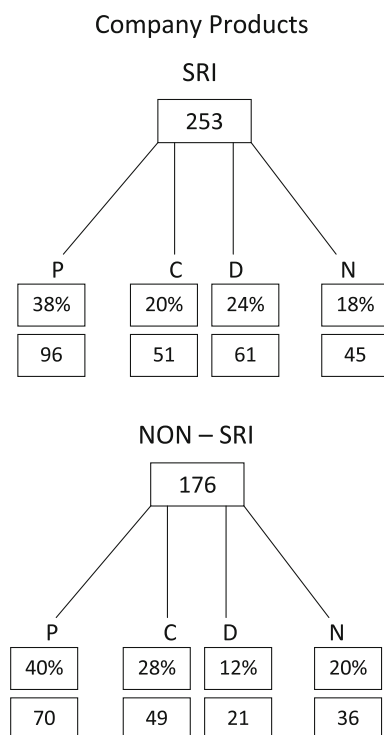 Company Products
SRI
253
P C D N
38% 20% 24% 18%
96 51 61 45
NON – SRI
176
P C D N
40% 28% 12% 20%
70 49 21 36